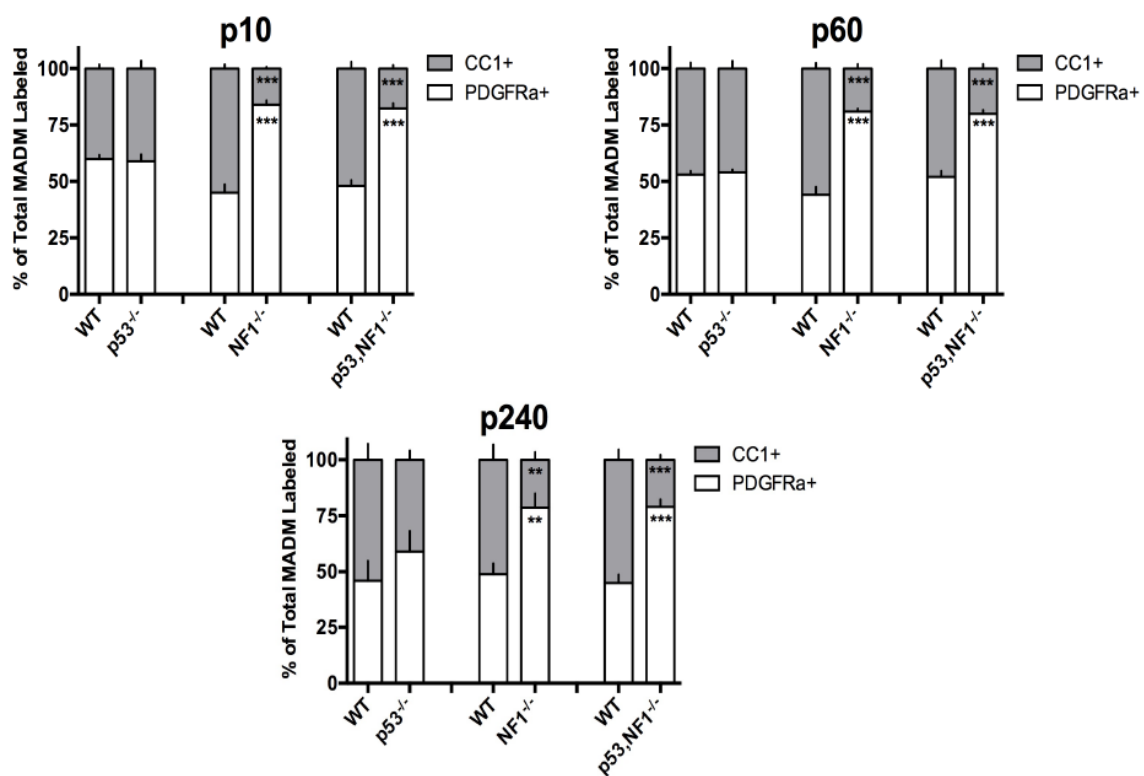 p10
% of Total MADM Labeled
100
75
50
25
0
***
***
***
***
WT
p53-/-
WT
NF1-/-
WT
p53,NF1-/-
CC1+
PDGFRa+
p60
% of Total MADM Labeled
100
75
50
25
0
***
***
***
***
WT
p53-/-
WT
NF1-/-
WT
p53,NF1-/-
CC1+
PDGFRa+
p240
% of Total MADM Labeled
100
75
50
25
0
**
**
***
***
WT
p53-/-
WT
NF1-/-
WT
p53,NF1-/-
CC1+
PDGFRa+